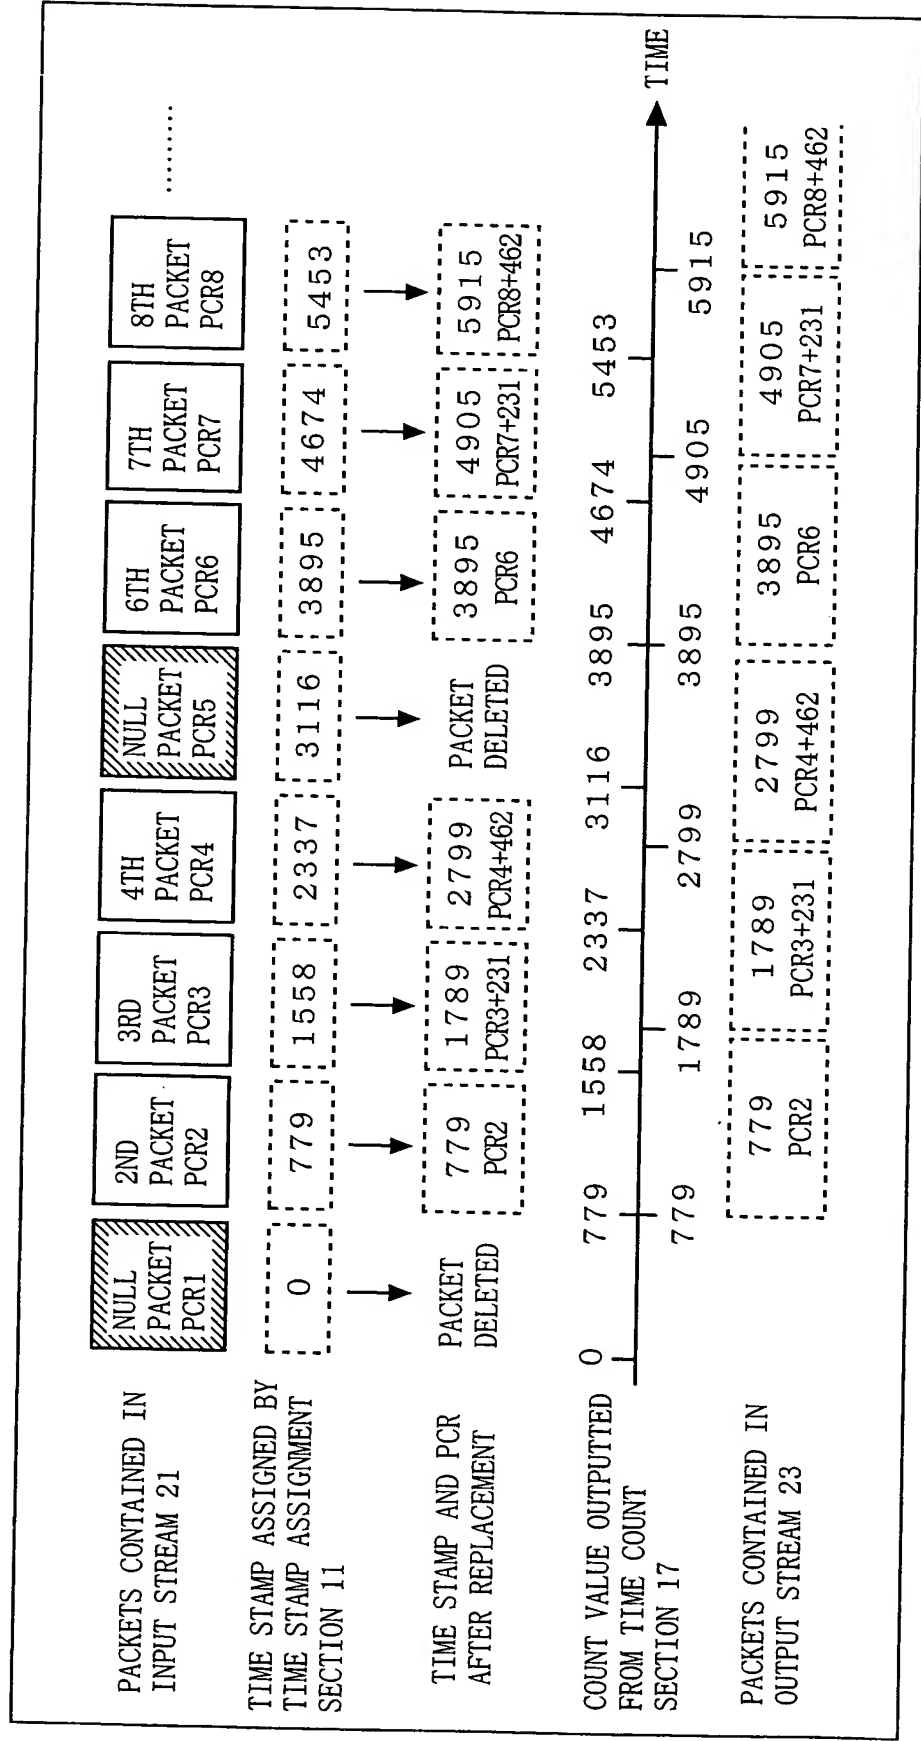 PACKETS CONTAINED IN
INPUT STREAM 21
NULL
PACKET
PCR1
2ND
PACKET
PCR2
3RD
PACKET
PCR3
4TH
PACKET
PCR4
NULL
PACKET
PCR5
6TH
PACKET
PCR6
7TH
PACKET
PCR7
8TH
PACKET
PCR8
.........
TIME STAMP ASSIGNED BY
TIME STAMP ASSIGNMENT
SECTION 11
0
779
1558
2337
3116
3895
4674
5453
TIME STAMP AND PCR
AFTER REPLACEMENT
PACKET
DELETED
779
PCR2
1789
PCR3+231
2799
PCR4+462
PACKET
DELETED
3895
PCR6
4905
PCR7+231
5915
PCR8+462
COUNT VALUE OUTPUTTED
FROM TIME COUNT
SECTION 17
0
779
1558
2337
3116
3895
4674
5453
TIME
779
1789
2799
3895
4905
5915
PACKETS CONTAINED IN
OUTPUT STREAM 23
779
PCR2
1789
PCR3+231
2799
PCR4+462
3895
PCR6
4905
PCR7+231
5915
PCR8+462